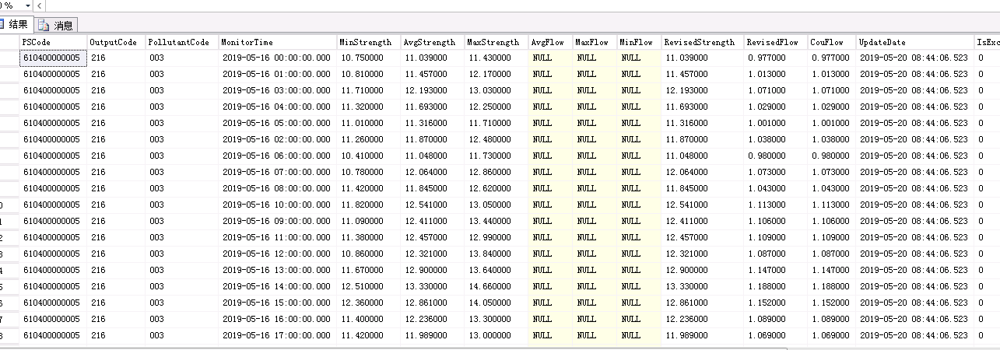 %
结果 消息
PSCode OutputCode PollutantCode MonitorTime MinStrength AvgStrength MaxStrength AvgFlow MaxFlow MinFlow RevisedStrength RevisedFlow CouFlow UpdateDate IsExc
610400000005 216 003 2019-05-16 00:00:00.000 10.750000 11.039000 11.430000 NULL NULL NULL 11.039000 0.977000 0.977000 2019-05-20 08:44:06.523 0
610400000005 216 003 2019-05-16 01:00:00.000 10.810000 11.457000 12.170000 NULL NULL NULL 11.457000 1.013000 1.013000 2019-05-20 08:44:06.523 0
610400000005 216 003 2019-05-16 03:00:00.000 11.710000 12.193000 13.030000 NULL NULL NULL 12.193000 1.071000 1.071000 2019-05-20 08:44:06.523 0
610400000005 216 003 2019-05-16 04:00:00.000 11.320000 11.693000 12.250000 NULL NULL NULL 11.693000 1.029000 1.029000 2019-05-20 08:44:06.523 0
610400000005 216 003 2019-05-16 05:00:00.000 11.010000 11.316000 11.710000 NULL NULL NULL 11.316000 1.001000 1.001000 2019-05-20 08:44:06.523 0
610400000005 216 003 2019-05-16 02:00:00.000 11.260000 11.870000 12.480000 NULL NULL NULL 11.870000 1.038000 1.038000 2019-05-20 08:44:06.523 0
610400000005 216 003 2019-05-16 06:00:00.000 10.410000 11.048000 11.730000 NULL NULL NULL 11.048000 0.980000 0.980000 2019-05-20 08:44:06.523 0
610400000005 216 003 2019-05-16 07:00:00.000 10.780000 12.064000 12.860000 NULL NULL NULL 12.064000 1.073000 1.073000 2019-05-20 08:44:06.523 0
610400000005 216 003 2019-05-16 08:00:00.000 11.420000 11.845000 12.620000 NULL NULL NULL 11.845000 1.043000 1.043000 2019-05-20 08:44:06.523 0
0 610400000005 216 003 2019-05-16 10:00:00.000 11.820000 12.541000 13.050000 NULL NULL NULL 12.541000 1.113000 1.113000 2019-05-20 08:44:06.523 0
1 610400000005 216 003 2019-05-16 09:00:00.000 11.090000 12.411000 13.440000 NULL NULL NULL 12.411000 1.106000 1.106000 2019-05-20 08:44:06.523 0
2 610400000005 216 003 2019-05-16 11:00:00.000 11.380000 12.457000 12.990000 NULL NULL NULL 12.457000 1.109000 1.109000 2019-05-20 08:44:06.523 0
3 610400000005 216 003 2019-05-16 12:00:00.000 10.860000 12.321000 13.840000 NULL NULL NULL 12.321000 1.087000 1.087000 2019-05-20 08:44:06.523 0
4 610400000005 216 003 2019-05-16 13:00:00.000 11.670000 12.900000 13.640000 NULL NULL NULL 12.900000 1.147000 1.147000 2019-05-20 08:44:06.523 0
5 610400000005 216 003 2019-05-16 14:00:00.000 12.510000 13.330000 14.660000 NULL NULL NULL 13.330000 1.188000 1.188000 2019-05-20 08:44:06.523 0
6 610400000005 216 003 2019-05-16 15:00:00.000 12.360000 12.861000 14.050000 NULL NULL NULL 12.861000 1.152000 1.152000 2019-05-20 08:44:06.523 0
7 610400000005 216 003 2019-05-16 16:00:00.000 11.400000 12.236000 13.300000 NULL NULL NULL 12.236000 1.089000 1.089000 2019-05-20 08:44:06.523 0
8 610400000005 216 003 2019-05-16 17:00:00.000 11.420000 11.989000 13.000000 NULL NULL NULL 11.989000 1.069000 1.069000 2019-05-20 08:44:06.523 0